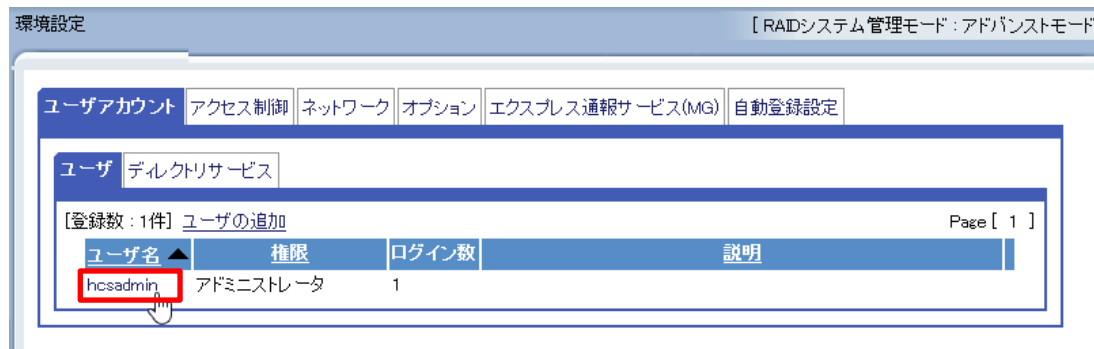 環境設定 [ RAIDシステム管理モード : アドバンストモード
ユーザアカウント アクセス制御 ネットワーク オプション エクスプレス通報サービス(MG) 自動登録設定
ユーザ ディレクトリサービス
[登録数 : 1件] ユーザの追加 Page [ 1 ]
ユーザ名 ▲ 権限 ログイン数 説明
hcsadmin アドミニストレータ 1